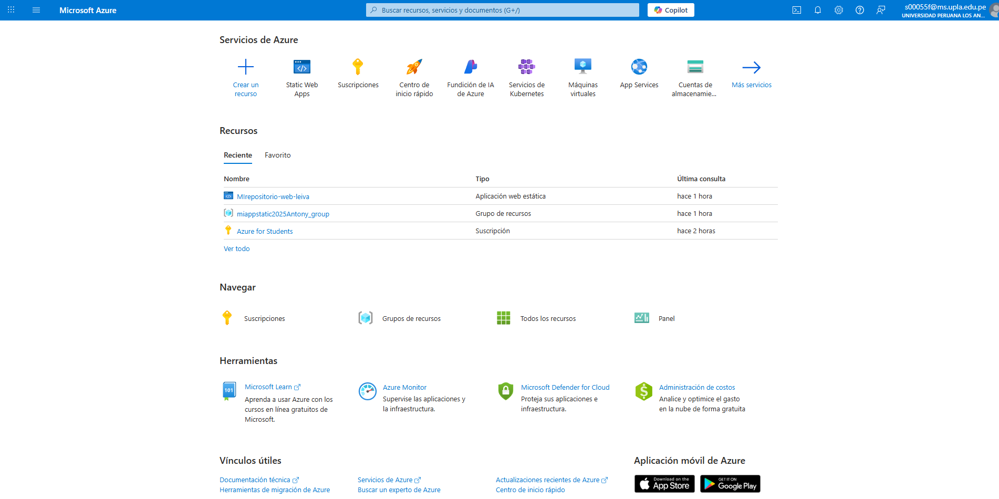 Microsoft Azure
Buscar recursos, servicios y documentos (G+/)
Copilot
s00055f@ms.upla.edu.pe
UNIVERSIDAD PERUANA LOS AN...
Servicios de Azure
Crear un
recurso
Static Web
Apps
Suscripciones
Centro de
inicio rápido
Fundición de IA
de Azure
Servicios de
Kubernetes
Máquinas
virtuales
App Services
Cuentas de
almacenamie...
Más servicios
Recursos
Reciente Favorito
Nombre Tipo Última consulta
MIrepositorio-web-leiva Aplicación web estática hace 1 hora
miappstatic2025Antony_group Grupo de recursos hace 1 hora
Azure for Students Suscripción hace 2 horas
Ver todo
Navegar
Suscripciones Grupos de recursos Todos los recursos Panel
Herramientas
101
Microsoft Learn
Aprenda a usar Azure con los
cursos en línea gratuitos de
Microsoft.
Azure Monitor
Supervise las aplicaciones y
la infraestructura.
Microsoft Defender for Cloud
Proteja sus aplicaciones e
infraestructura.
Administración de costos
Analice y optimice el gasto
en la nube de forma gratuita
Vínculos útiles
Documentación técnica
Herramientas de migración de Azure
Servicios de Azure
Buscar un experto de Azure
Actualizaciones recientes de Azure
Centro de inicio rápido
Aplicación móvil de Azure
Download on the
App Store
GET IT ON
Google Play